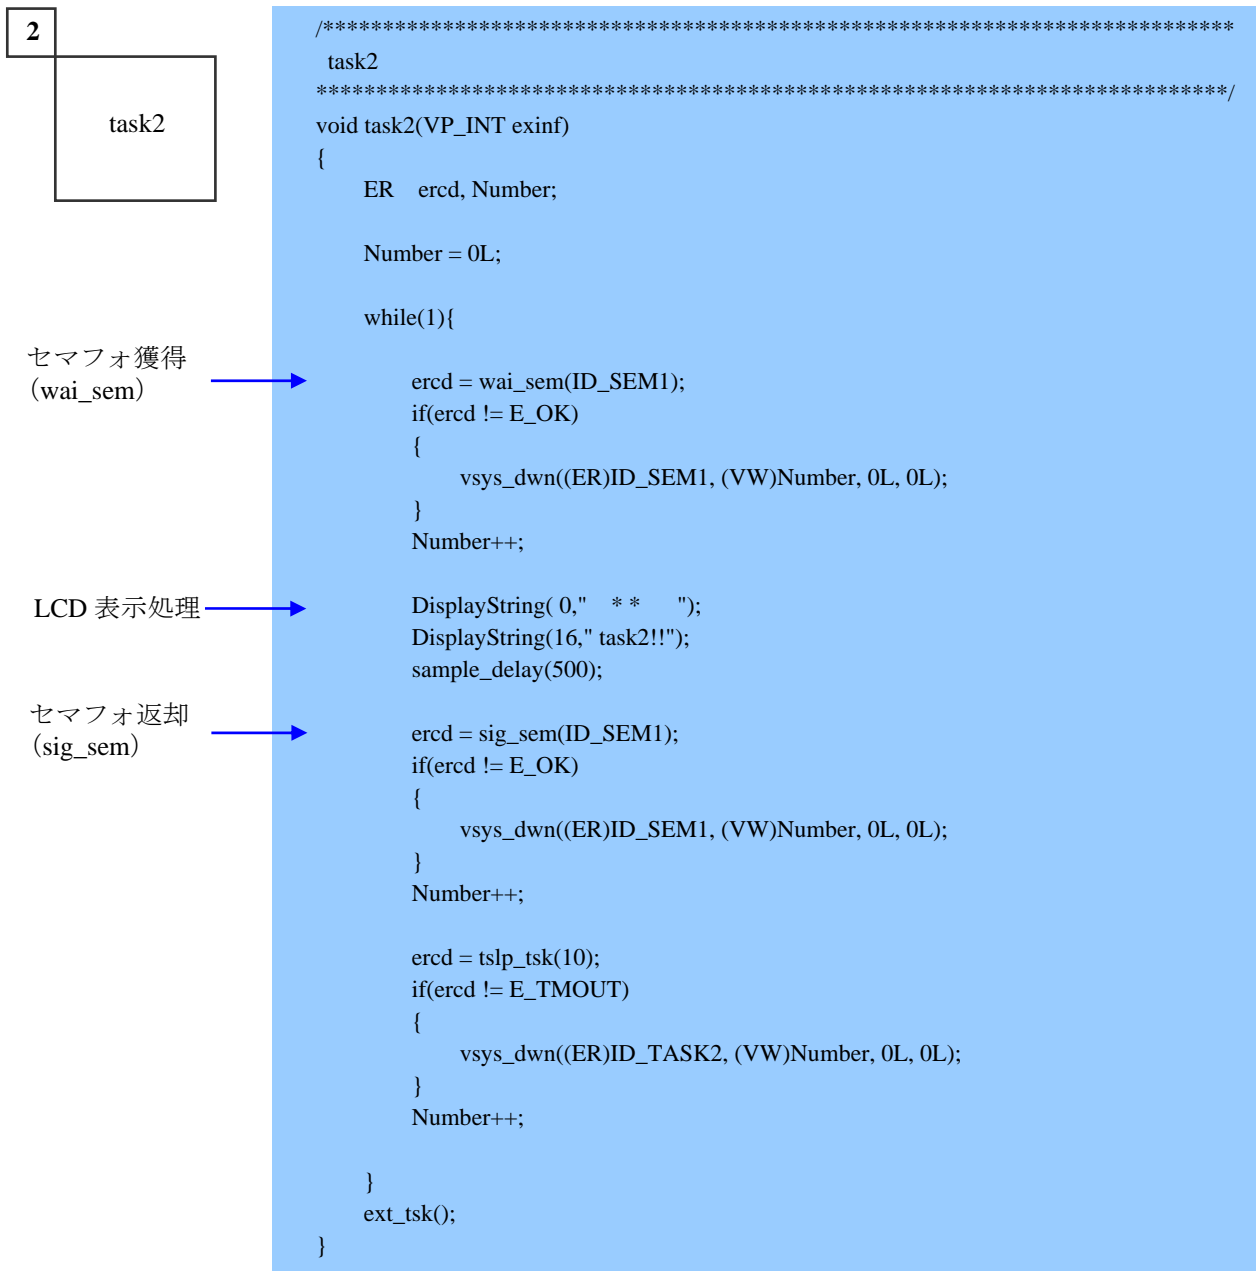 2
task2
/****************************************************************************
task2
****************************************************************************/
void task2(VP_INT exinf)
{
ER    ercd, Number;
Number = 0L;
while(1){
セマフォ獲得
（wai_sem）
ercd = wai_sem(ID_SEM1);
if(ercd != E_OK)
{
vsys_dwn((ER)ID_SEM1, (VW)Number, 0L, 0L);
}
Number++;
LCD 表示処理
DisplayString( 0,"    * *      ");
DisplayString(16," task2!!");
sample_delay(500);
セマフォ返却
（sig_sem）
ercd = sig_sem(ID_SEM1);
if(ercd != E_OK)
{
vsys_dwn((ER)ID_SEM1, (VW)Number, 0L, 0L);
}
Number++;
ercd = tslp_tsk(10);
if(ercd != E_TMOUT)
{
vsys_dwn((ER)ID_TASK2, (VW)Number, 0L, 0L);
}
Number++;
}
ext_tsk();
}